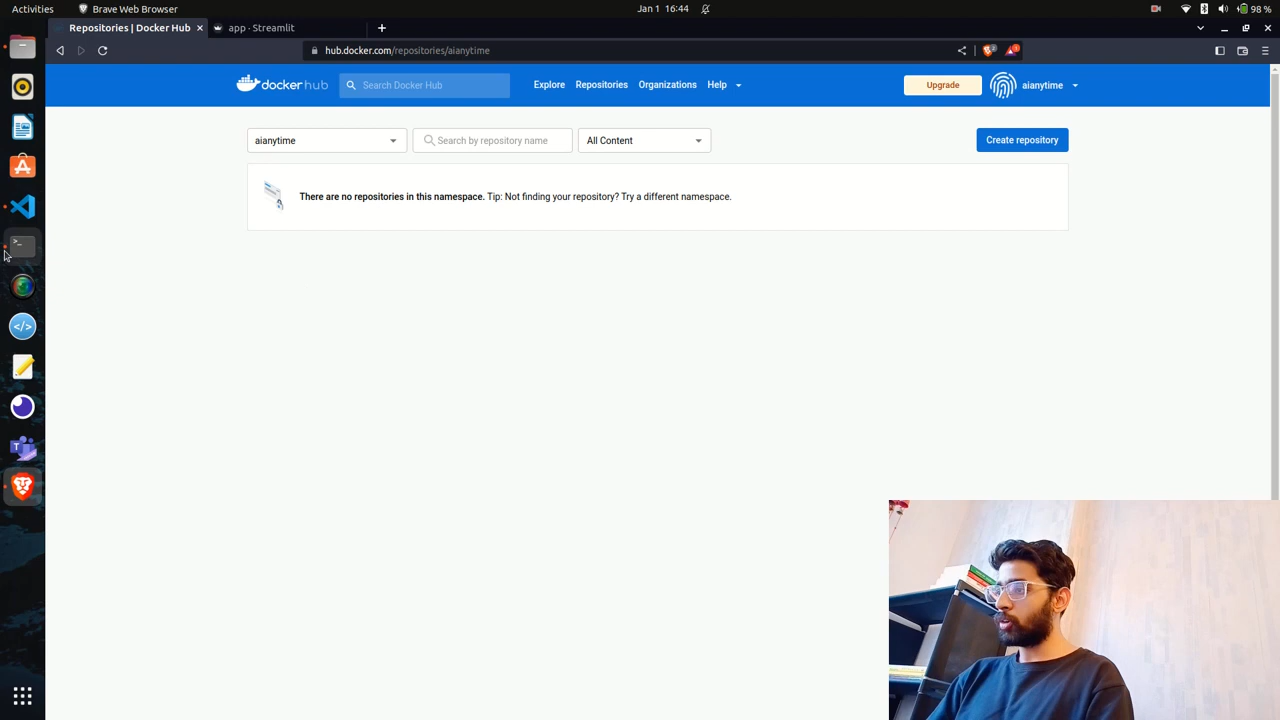 Activities
Brave Web Browser
Jan 1 16:44
98 %
Repositories | Docker Hub
app · Streamlit
hub.docker.com/repositories/aianytime
dockerhub
Search Docker Hub
Explore
Repositories
Organizations
Help
Upgrade
aianytime
aianytime
Search by repository name
All Content
Create repository
There are no repositories in this namespace. Tip: Not finding your repository? Try a different namespace.